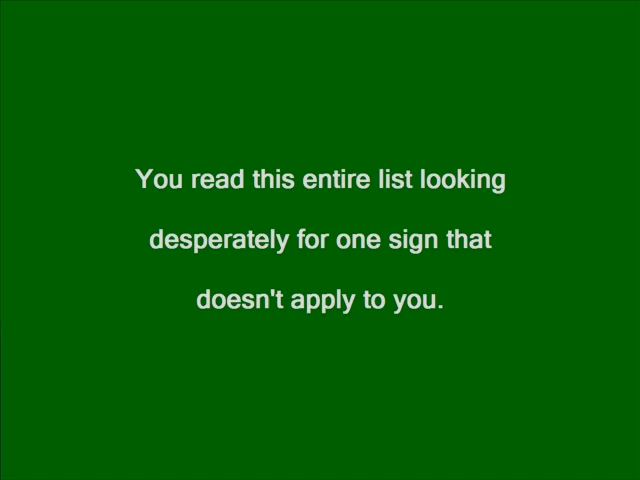 You read this entire list looking
desperately for one sign that
doesn't apply to you.